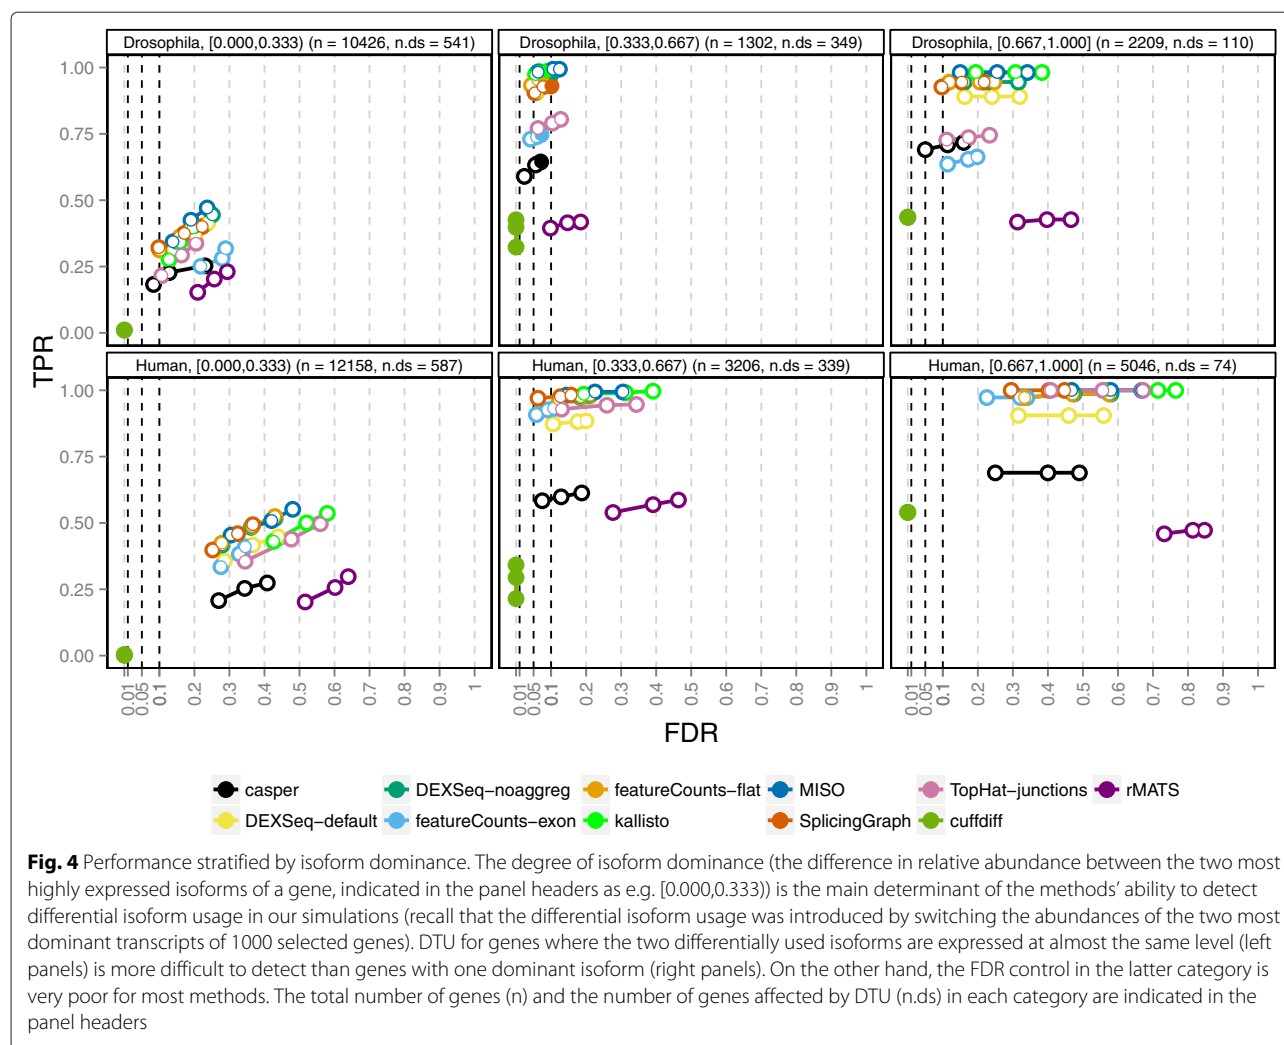 Drosophila, [0.000,0.333) (n = 10426, n.ds = 541)
Drosophila, [0.333,0.667) (n = 1302, n.ds = 349)
Drosophila, [0.667,1.000] (n = 2209, n.ds = 110)
1.00
0.75
0.50
0.25
0.00
TPR
Human, [0.000,0.333) (n = 12158, n.ds = 587)
Human, [0.333,0.667) (n = 3206, n.ds = 339)
Human, [0.667,1.000] (n = 5046, n.ds = 74)
1.00
0.75
0.50
0.25
0.00
0.01
0.05
0.1
0.2
0.3
0.4
0.5
0.6
0.7
0.8
0.9
1
0.01
0.05
0.1
0.2
0.3
0.4
0.5
0.6
0.7
0.8
0.9
1
0.01
0.05
0.1
0.2
0.3
0.4
0.5
0.6
0.7
0.8
0.9
1
FDR
casper DEXSeq−noaggreg featureCounts−flat MISO TopHat−junctions rMATS
DEXSeq−default featureCounts−exon kallisto SplicingGraph cuffdiff
Fig. 4 Performance stratified by isoform dominance. The degree of isoform dominance (the difference in relative abundance between the two most
highly expressed isoforms of a gene, indicated in the panel headers as e.g. [0.000,0.333)) is the main determinant of the methods’ ability to detect
differential isoform usage in our simulations (recall that the differential isoform usage was introduced by switching the abundances of the two most
dominant transcripts of 1000 selected genes). DTU for genes where the two differentially used isoforms are expressed at almost the same level (left
panels) is more difficult to detect than genes with one dominant isoform (right panels). On the other hand, the FDR control in the latter category is
very poor for most methods. The total number of genes (n) and the number of genes affected by DTU (n.ds) in each category are indicated in the
panel headers